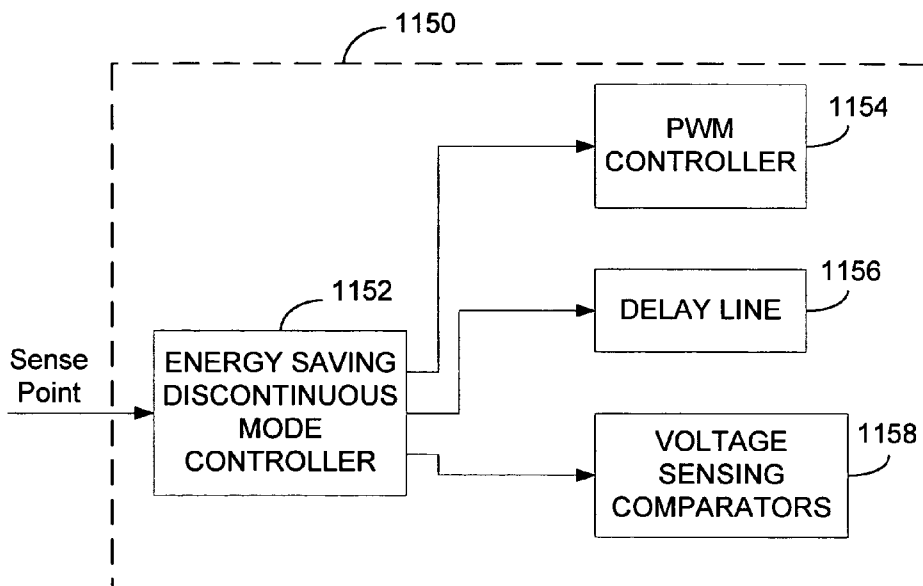 1150
PWM
CONTROLLER
1154
DELAY LINE
1156
1152
ENERGY SAVING
DISCONTINUOUS
MODE
CONTROLLER
Sense
Point
VOLTAGE
SENSING
COMPARATORS
1158